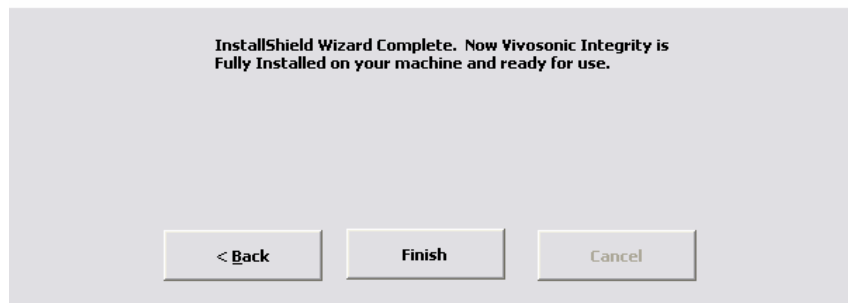 InstallShield Wizard Complete. Now Vivosonic Integrity is
Fully Installed on your machine and ready for use.
< Back
Finish
Cancel